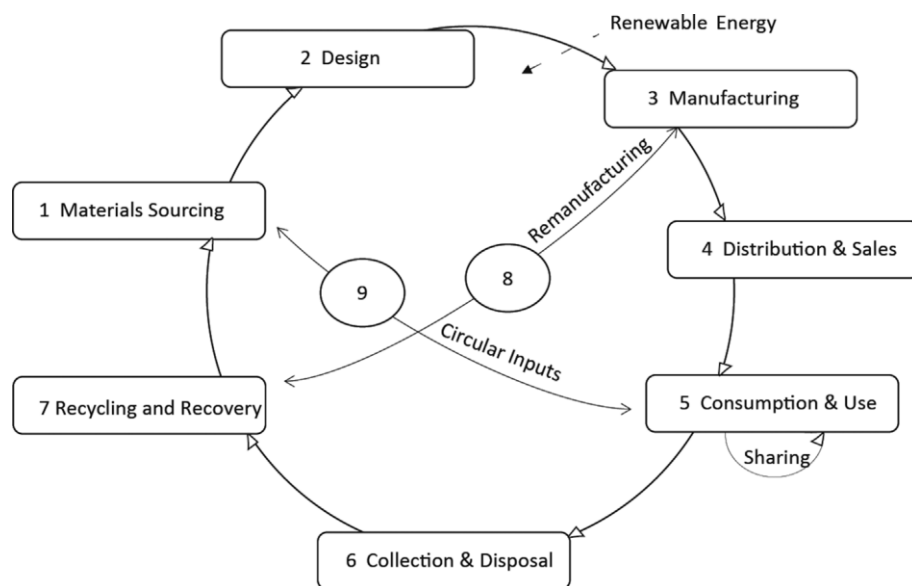 Renewable Energy
2 Design
3 Manufacturing
Remanufacturing
1 Materials Sourcing
4 Distribution & Sales
8
9
Circular Inputs
7 Recycling and Recovery
5 Consumption & Use
Sharing
6 Collection & Disposal